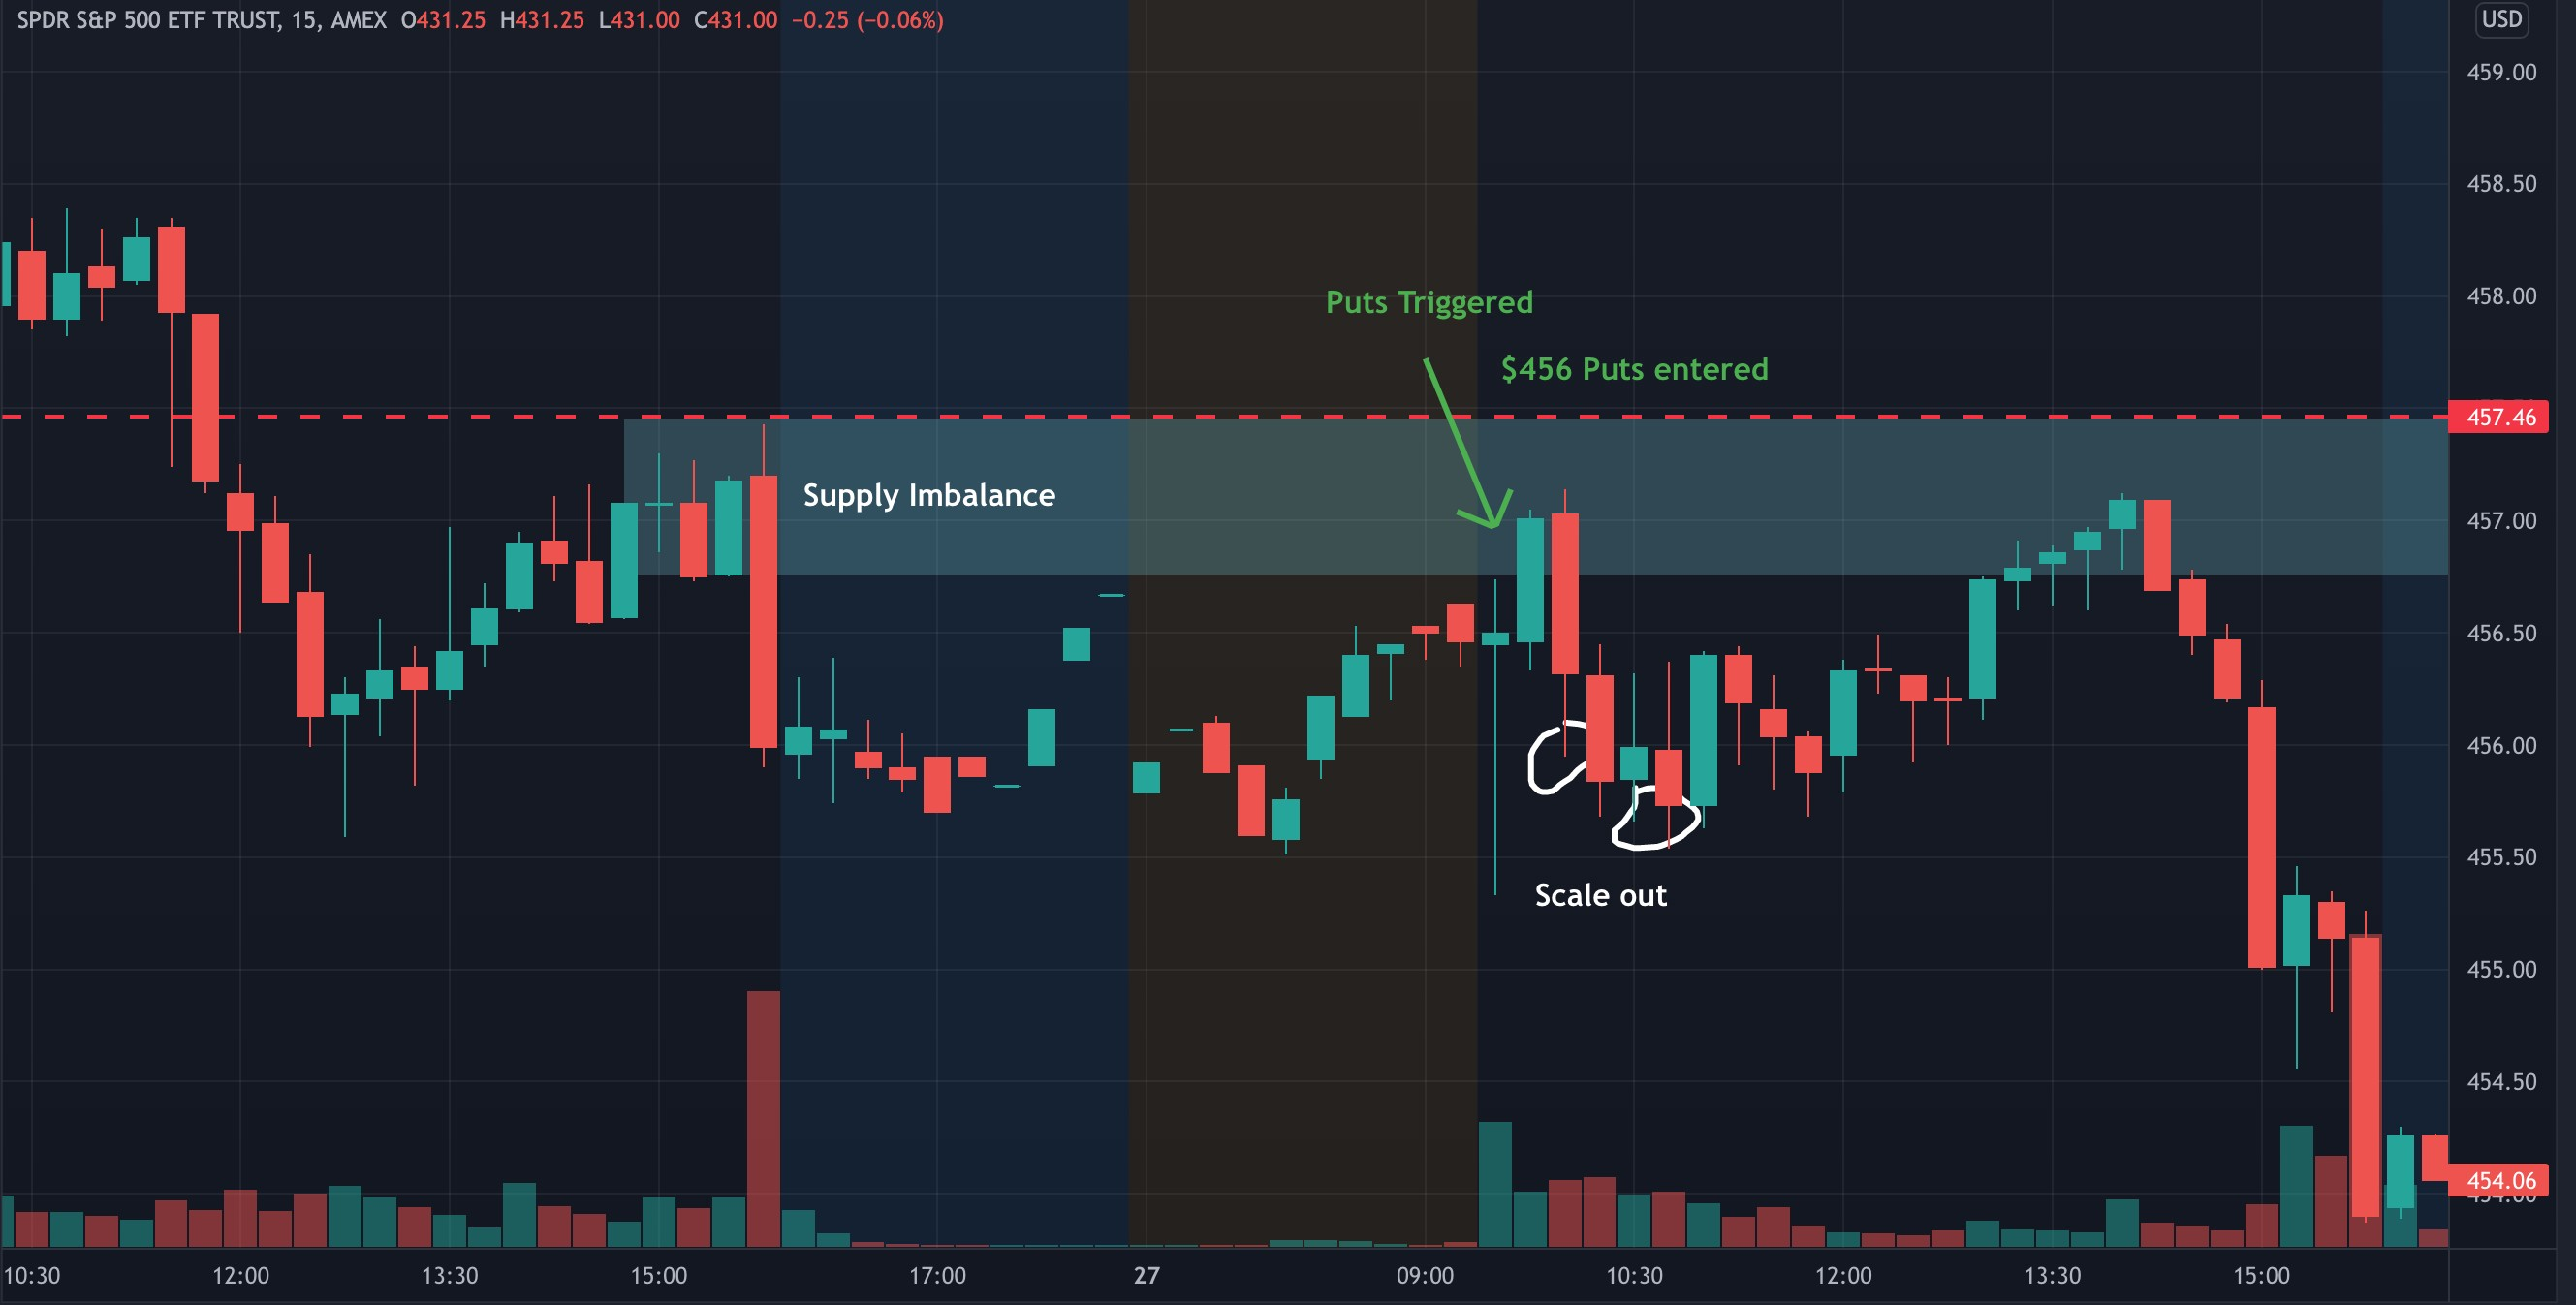 SPDR S&P 500 ETF TRUST, 15, AMEX O431.25 H431.25 L431.00 C431.00 −0.25 (−0.06%)
USD
459.00
458.50
458.00
Puts Triggered
$456 Puts entered
457.46
Supply Imbalance
457.00
456.50
456.00
455.50
Scale out
455.00
454.50
454.06
454.00
10:30 12:00 13:30 15:00 17:00 27 09:00 10:30 12:00 13:30 15:00